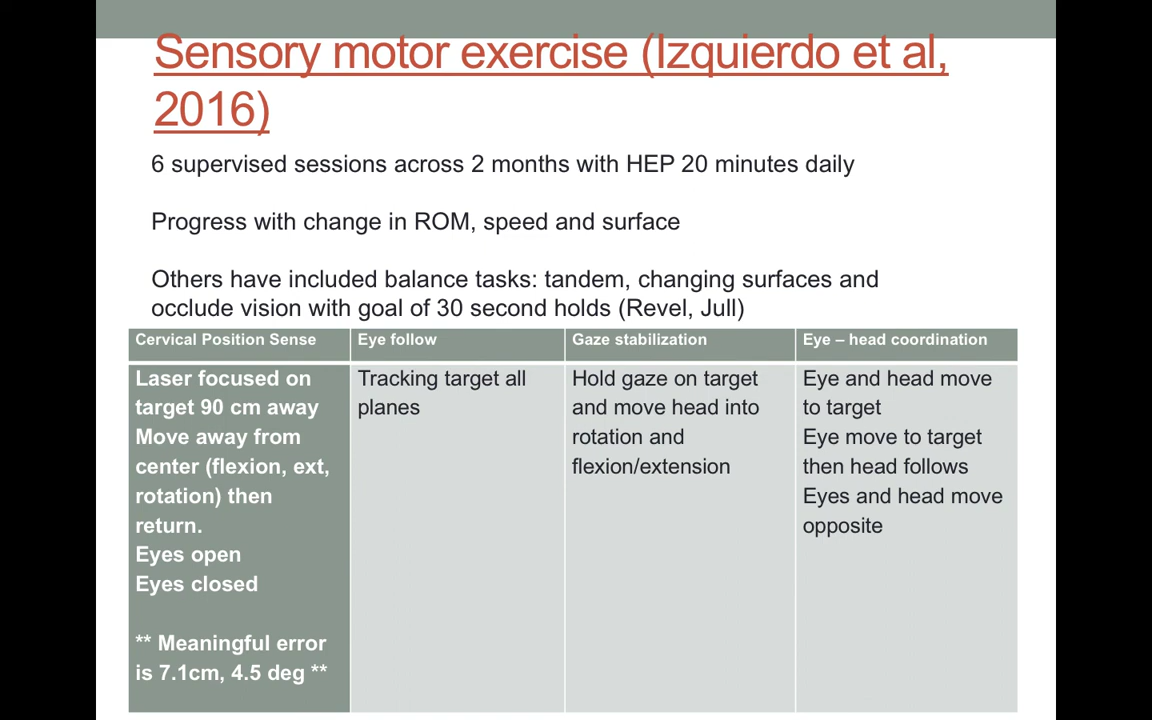 Sensory motor exercise (Izquierdo et al,
2016)
6 supervised sessions across 2 months with HEP 20 minutes daily
Progress with change in ROM, speed and surface
Others have included balance tasks: tandem, changing surfaces and
occlude vision with goal of 30 second holds (Revel, Jull)
Cervical Position Sense
Eye follow
Gaze stabilization
Eye – head coordination
Laser focused on
target 90 cm away
Move away from
center (flexion, ext,
rotation) then
return.
Eyes open
Eyes closed
** Meaningful error
is 7.1cm, 4.5 deg **
Tracking target all
planes
Hold gaze on target
and move head into
rotation and
flexion/extension
Eye and head move
to target
Eye move to target
then head follows
Eyes and head move
opposite